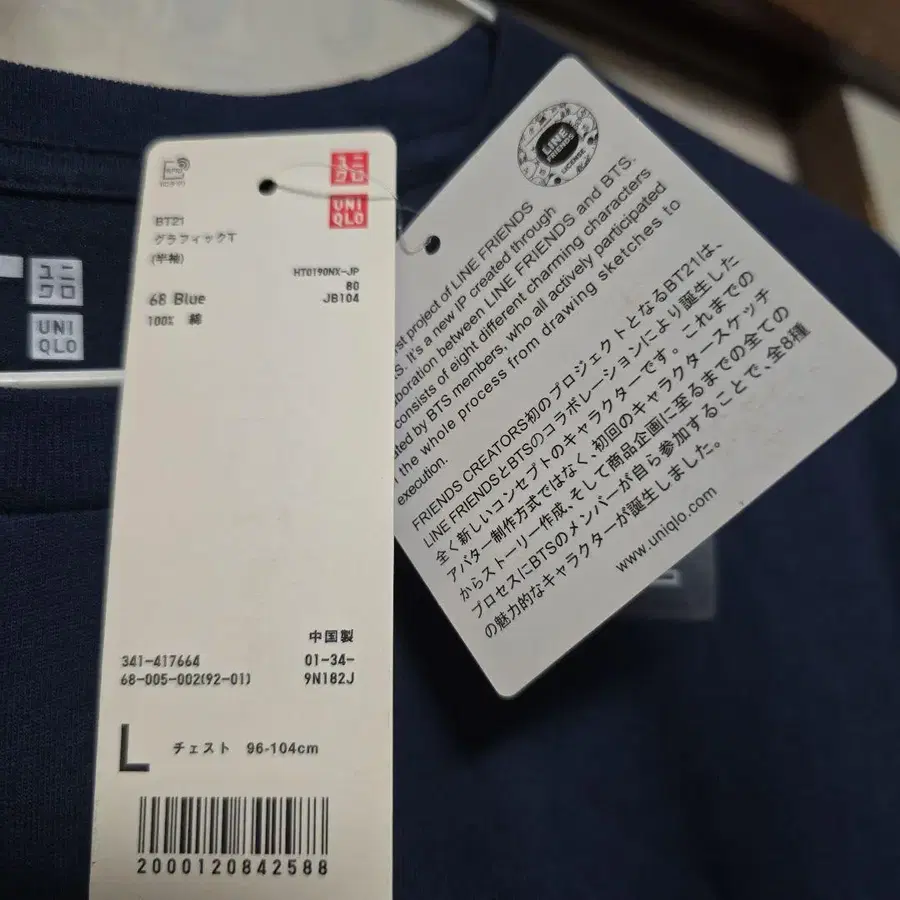 ユニ
クロ
UNI
QLO
BT21
グラフィックT
(半袖)
HT0190NX-JP
80
68 Blue
JB104
100% 綿
中国製
341-417664
01-34-
68-005-002(92-01)
9N182J
L チェスト 96-104cm
2000120842588
ユニ
クロ
UNI
QLO
LINE
FRIENDS
LICENSE
project of LINE FRIENDS
It's a new IP created through
between LINE FRIENDS and BTS.
consists of eight different charming characters
by BTS members, who all actively participated
the whole process from drawing sketches to
execution.
FRIENDS CREATORS初のプロジェクトとなるBT21は、
LINE FRIENDSとBTSのコラボレーションにより誕生した
全く新しいコンセプトのキャラクターです。これまでの
アバター制作方式ではなく、初回のキャラクタースケッチ
からストーリー作成、そして商品企画に至るまでの全ての
プロセスにBTSのメンバーが自ら参加することで、全8種
の魅力的なキャラクターが誕生しました。
www.uniqlo.com